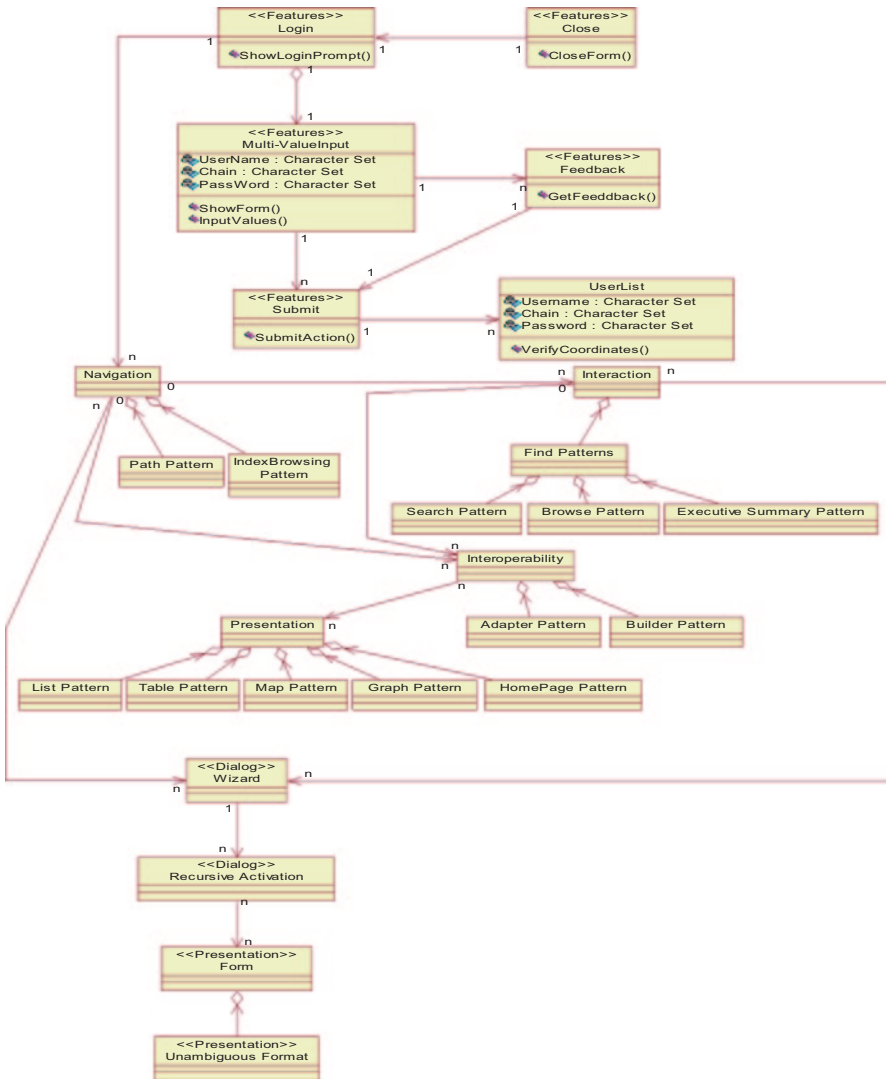 <<Features>>
Login
ShowLoginPrompt()
<<Features>>
Close
CloseForm()
1
1
1
1
1
<<Features>>
Multi-ValueInput
UserName : Character Set
Chain : Character Set
PassWord : Character Set
ShowForm()
InputValues()
1
n
<<Features>>
Feedback
GetFeeddback()
1
1
1
n
<<Features>>
Submit
SubmitAction()
1
n
UserList
Username : Character Set
Chain : Character Set
Password : Character Set
VerifyCoordinates()
n
Navigation
n
0
0
n
0
Interaction
n
Path Pattern
IndexBrowsing
Pattern
Find Patterns
Search Pattern
Browse Pattern
Executive Summary Pattern
n
n
Interoperability
n
n
Presentation
Adapter Pattern
Builder Pattern
List Pattern
Table Pattern
Map Pattern
Graph Pattern
HomePage Pattern
<<Dialog>>
Wizard
n
n
1
n
<<Dialog>>
Recursive Activation
n
n
<<Presentation>>
Form
<<Presentation>>
Unambiguous Format